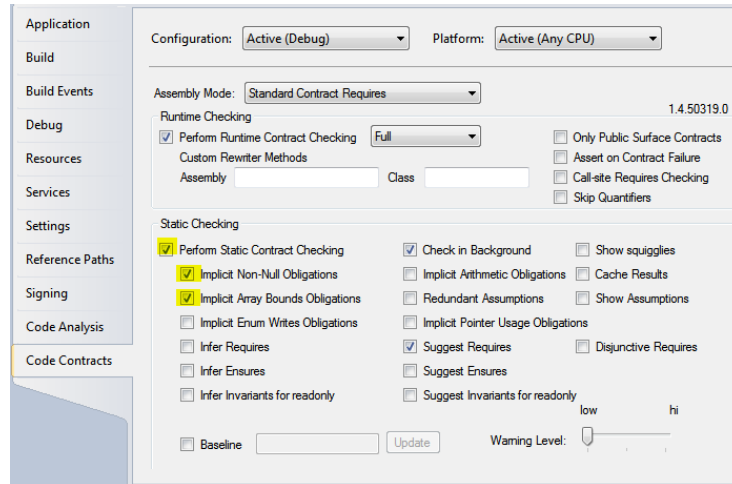 Application
Build
Build Events
Debug
Resources
Services
Settings
Reference Paths
Signing
Code Analysis
Code Contracts
Configuration: Active (Debug) Platform: Active (Any CPU)
Assembly Mode: Standard Contract Requires
1.4.50319.0
Runtime Checking
Perform Runtime Contract Checking Full Only Public Surface Contracts
Custom Rewriter Methods Assert on Contract Failure
Assembly Class Call-site Requires Checking
Skip Quantifiers
Static Checking
Perform Static Contract Checking Check in Background Show squigglies
Implicit Non-Null Obligations Implicit Arithmetic Obligations Cache Results
Implicit Array Bounds Obligations Redundant Assumptions Show Assumptions
Implicit Enum Writes Obligations Implicit Pointer Usage Obligations
Infer Requires Suggest Requires Disjunctive Requires
Infer Ensures Suggest Ensures
Infer Invariants for readonly Suggest Invariants for readonly
low hi
Baseline Update Warning Level: